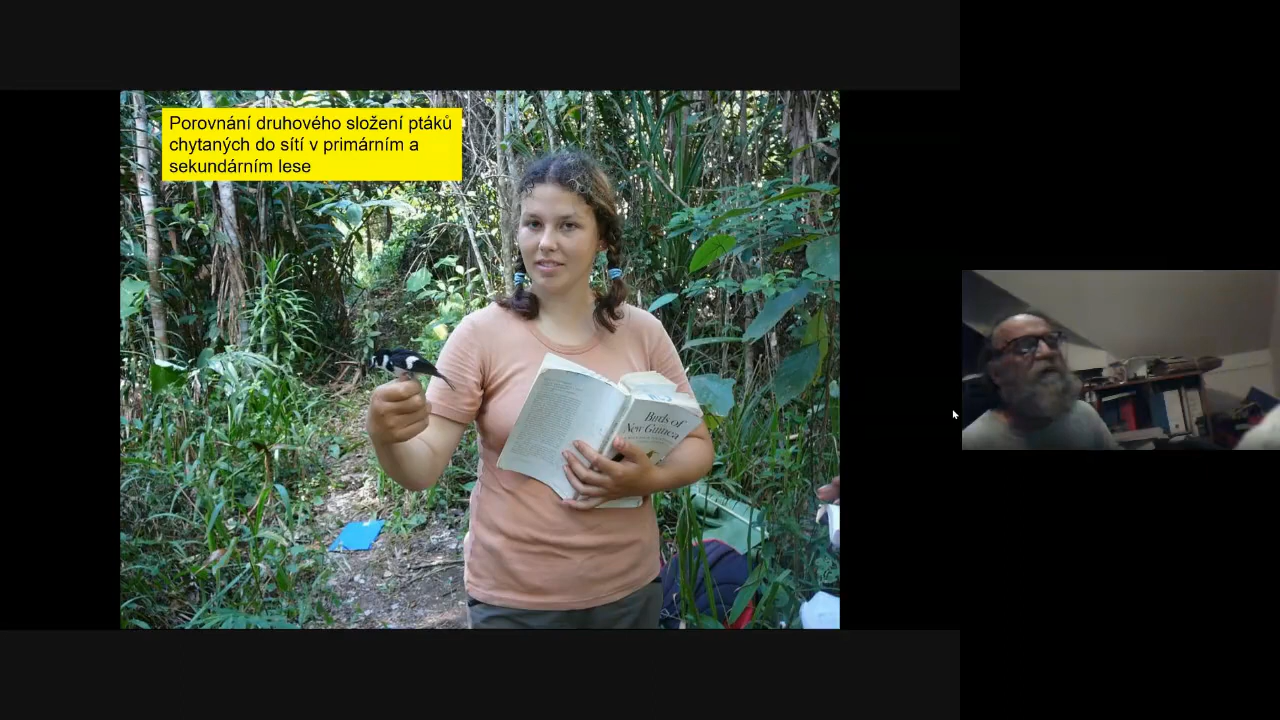 Porovnání druhového složení ptáků
chytaných do sítí v primárním a
sekundárním lese
Birds of
New Guinea